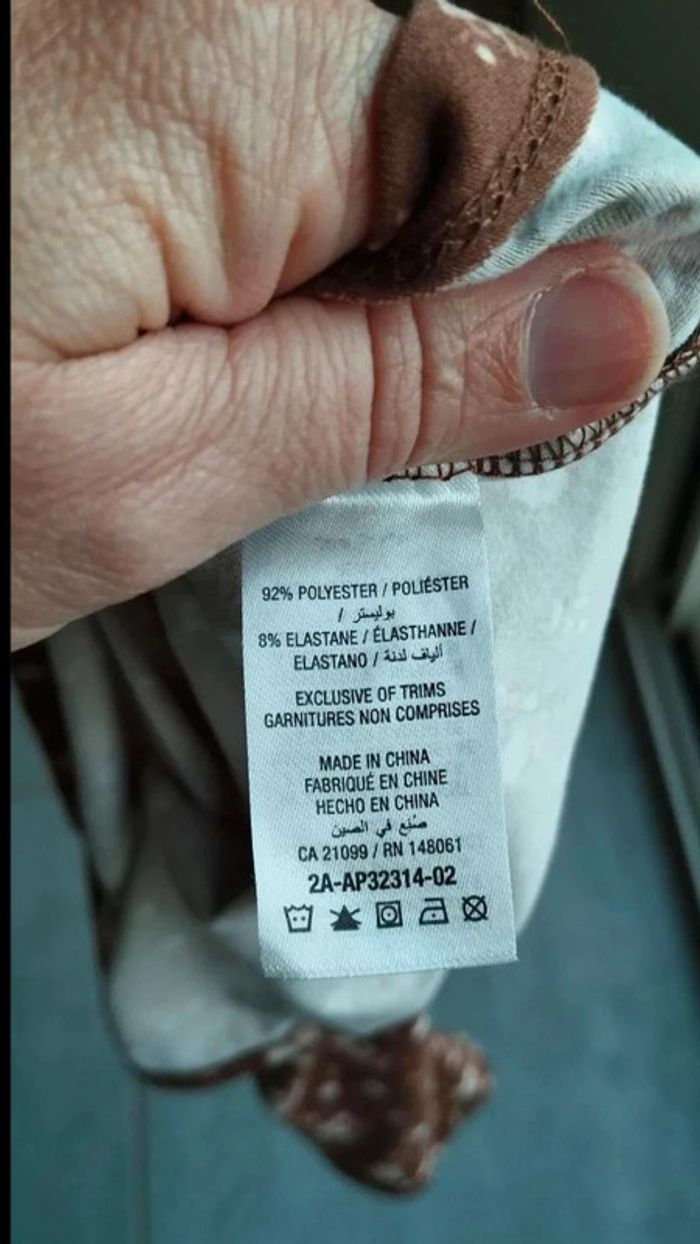 92% POLYESTER / POLIÉSTER
/ بوليستر
8% ELASTANE / ÉLASTHANNE /
ELASTANO / ألياف لدنة
EXCLUSIVE OF TRIMS
GARNITURES NON COMPRISES
MADE IN CHINA
FABRIQUÉ EN CHINE
HECHO EN CHINA
صُنع في الصين
CA 21099 / RN 148061
2A-AP32314-02